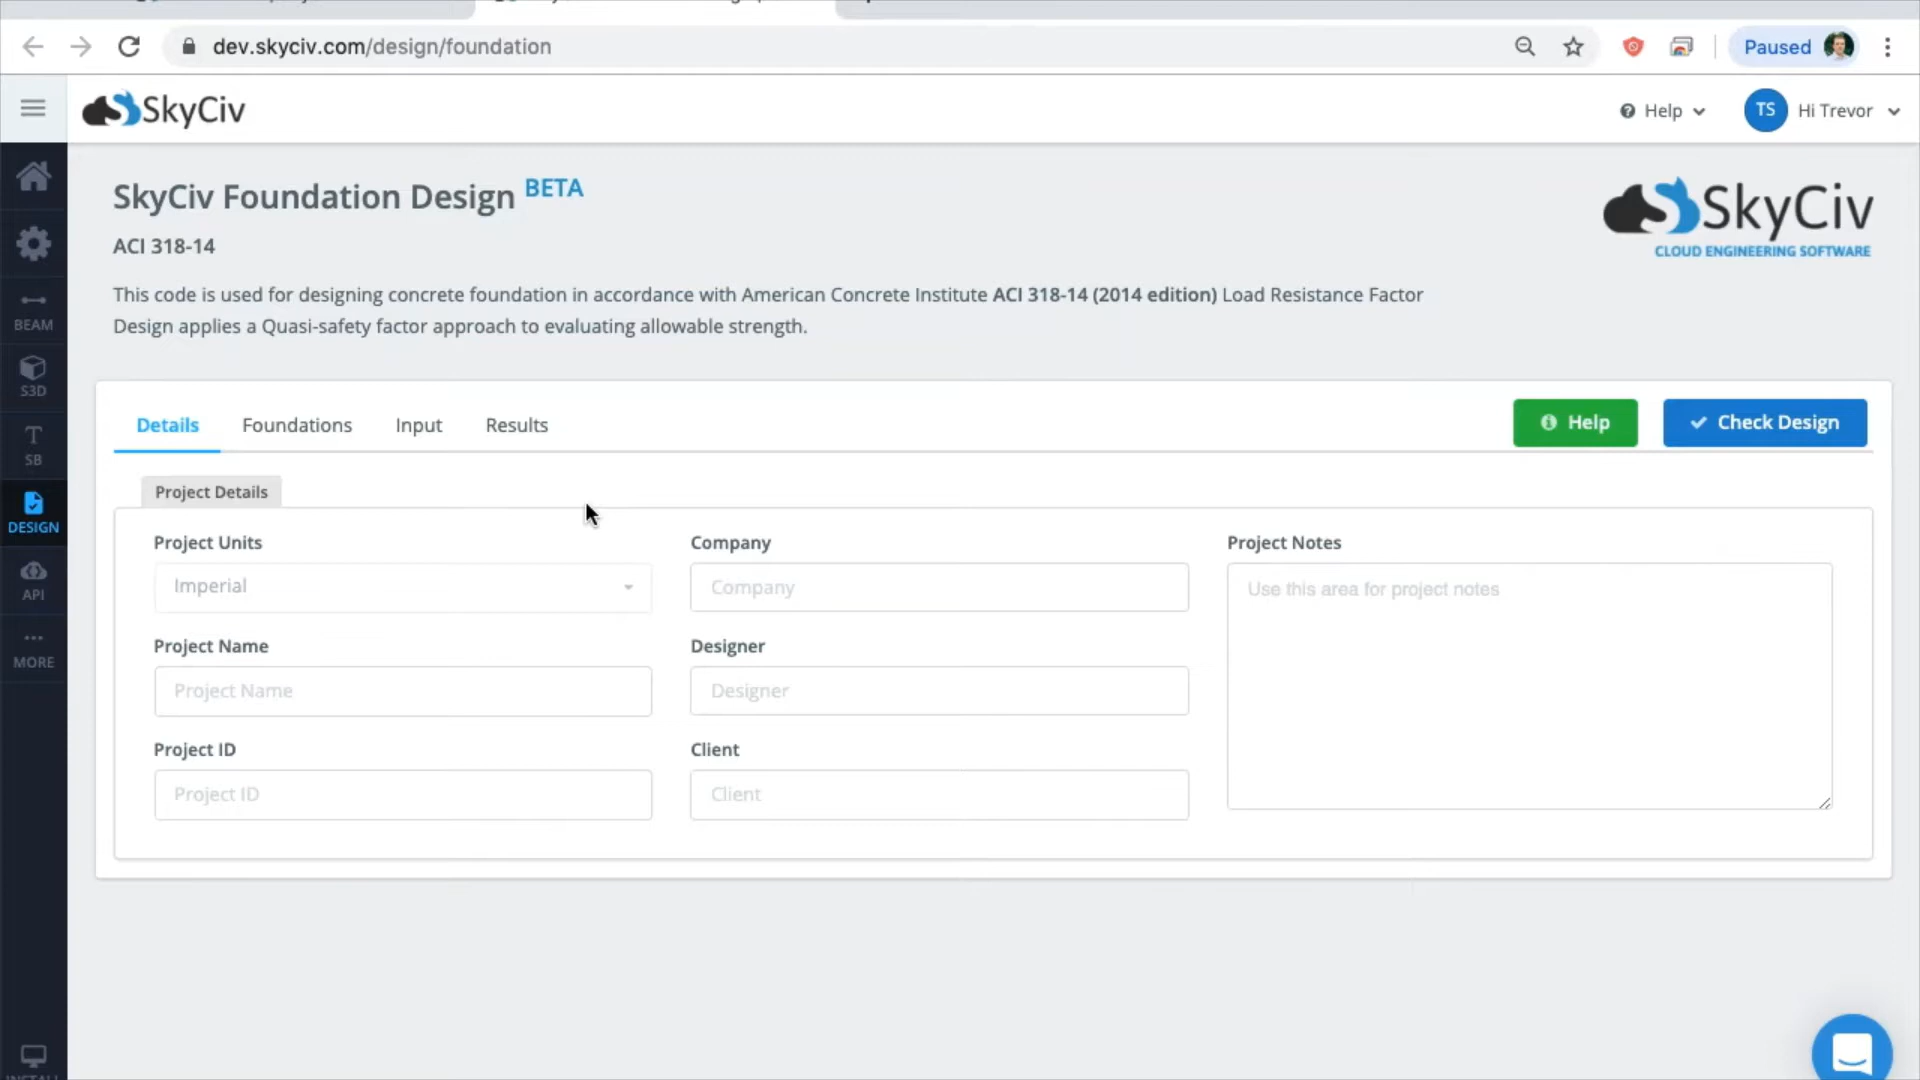 dev.skyciv.com/design/foundation
Paused
SkyCiv
Help
TS
Hi Trevor
BEAM
S3D
SB
DESIGN
API
MORE
SkyCiv Foundation Design BETA
SkyCiv
CLOUD ENGINEERING SOFTWARE
ACI 318-14
This code is used for designing concrete foundation in accordance with American Concrete Institute ACI 318-14 (2014 edition) Load Resistance Factor
Design applies a Quasi-safety factor approach to evaluating allowable strength.
Details
Foundations
Input
Results
Help
Check Design
Project Details
Project Units
Imperial
Company
Company
Project Notes
Use this area for project notes
Project Name
Project Name
Designer
Designer
Project ID
Project ID
Client
Client